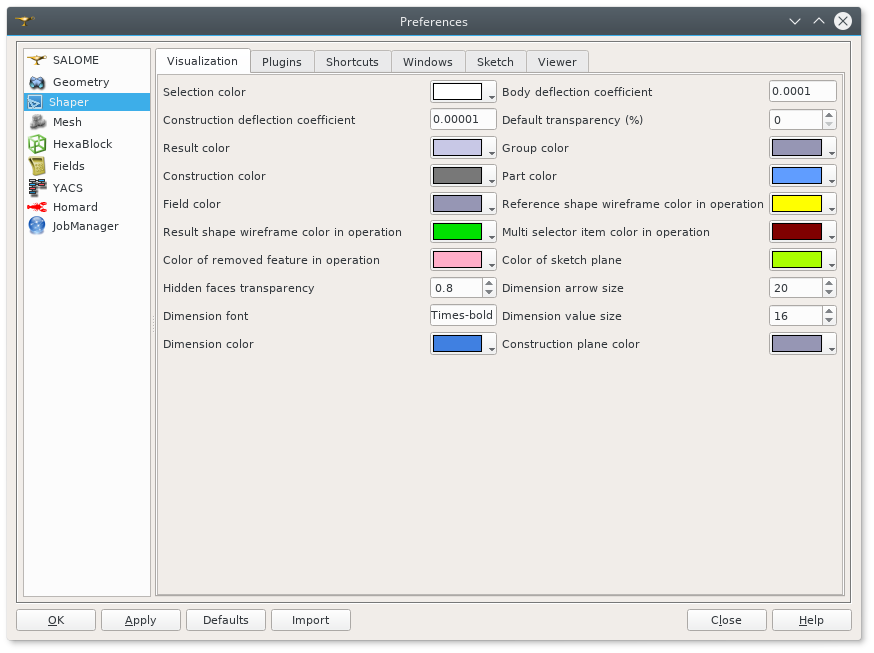 Preferences
SALOME
Geometry
Shaper
Mesh
HexaBlock
Fields
YACS
Homard
JobManager
Visualization Plugins Shortcuts Windows Sketch Viewer
Selection color Body deflection coefficient 0.0001
Construction deflection coefficient 0.00001 Default transparency (%) 0
Result color Group color
Construction color Part color
Field color Reference shape wireframe color in operation
Result shape wireframe color in operation Multi selector item color in operation
Color of removed feature in operation Color of sketch plane
Hidden faces transparency 0.8 Dimension arrow size 20
Dimension font Times-bold Dimension value size 16
Dimension color Construction plane color
OK Apply Defaults Import Close Help